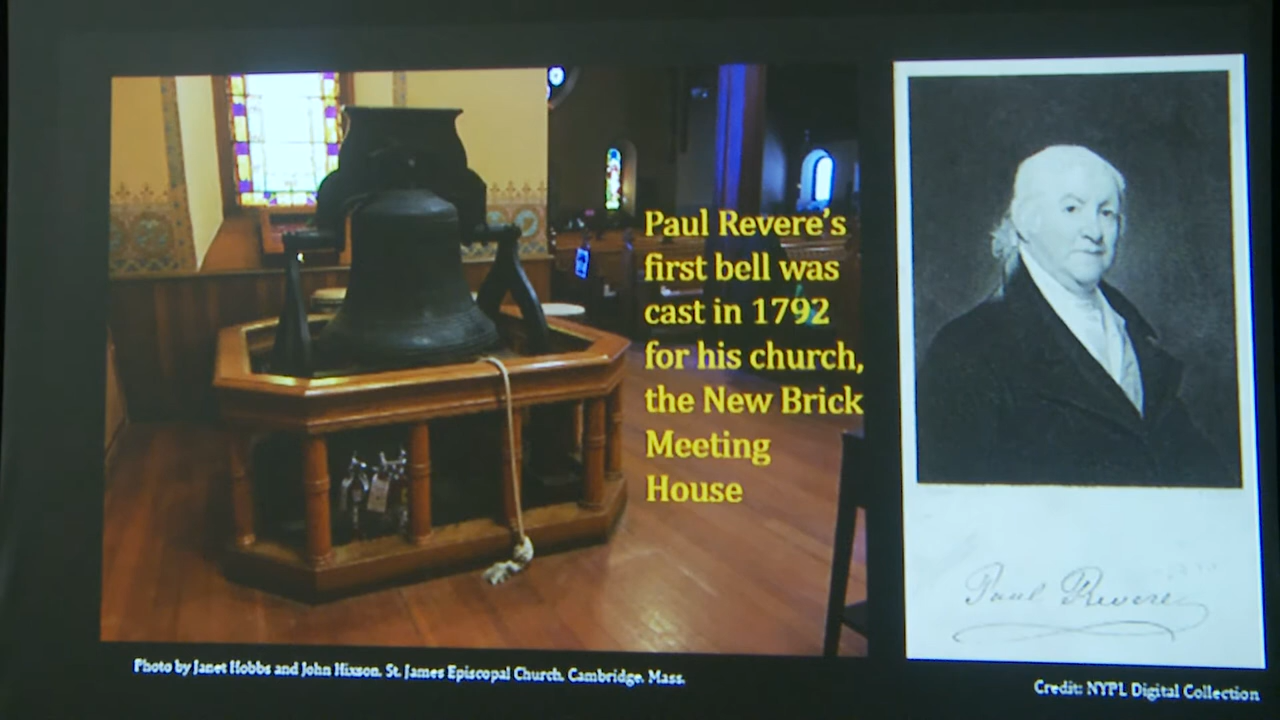 Paul Revere's
first bell was
cast in 1792
for his church,
the New Brick
Meeting
House
Paul Revere
Photo by Janet Hobbs and John Hixson. St. James Episcopal Church. Cambridge. Mass.
Credit: NYPL Digital Collection